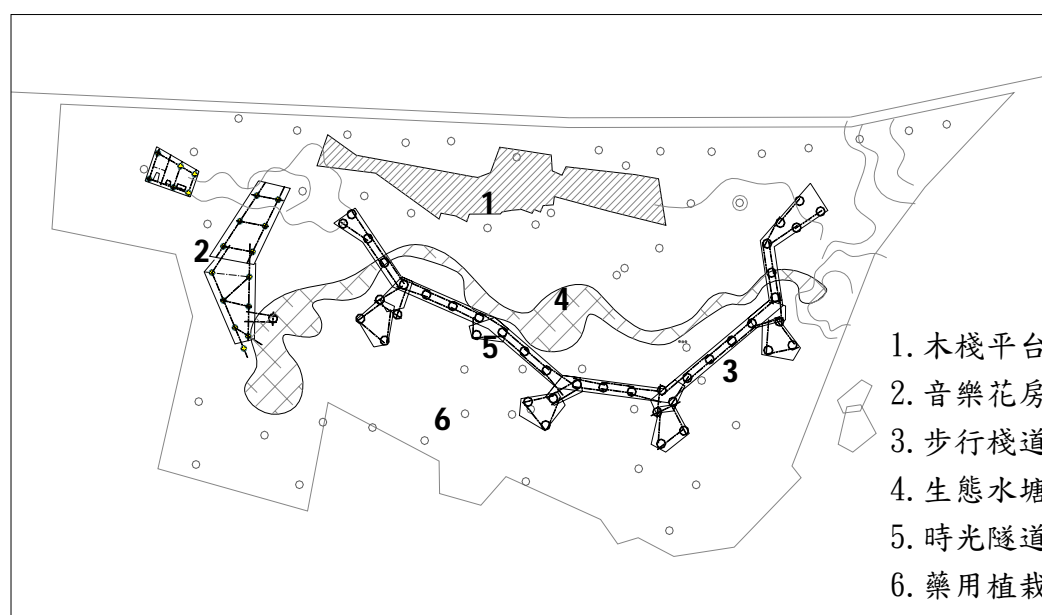 1
2
4
5
3
6
1. 木棧平台
2. 音樂花房
3. 步行棧道
4. 生態水塘
5. 時光隧道
6. 藥用植栽